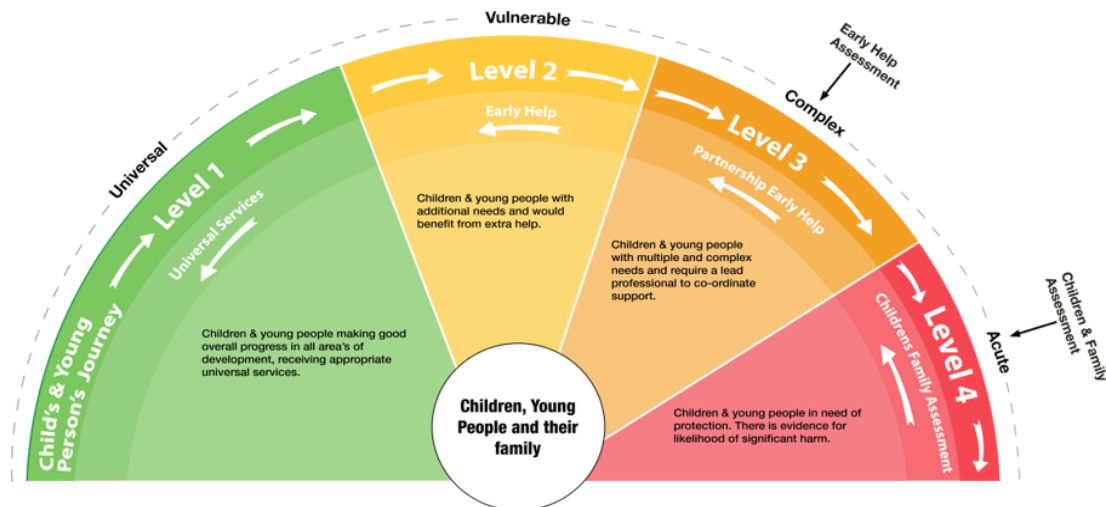 Vulnerable
Universal
Complex
Acute
Early Help
Assessment
Children & Family
Assessment
Child's & Young
Person's Journey
Level 1
Universal Services
Children & young people making good
overall progress in all area's of
development, receiving appropriate
universal services.
Level 2
Early Help
Children & young people with
additional needs and would
benefit from extra help.
Level 3
Partnership Early Help
Children & young people
with multiple and complex
needs and require a lead
professional to co-ordinate
support.
Level 4
Childrens Family Assessment
Children & young people in need of
protection. There is evidence for
likelihood of significant harm.
Children, Young
People and their
family